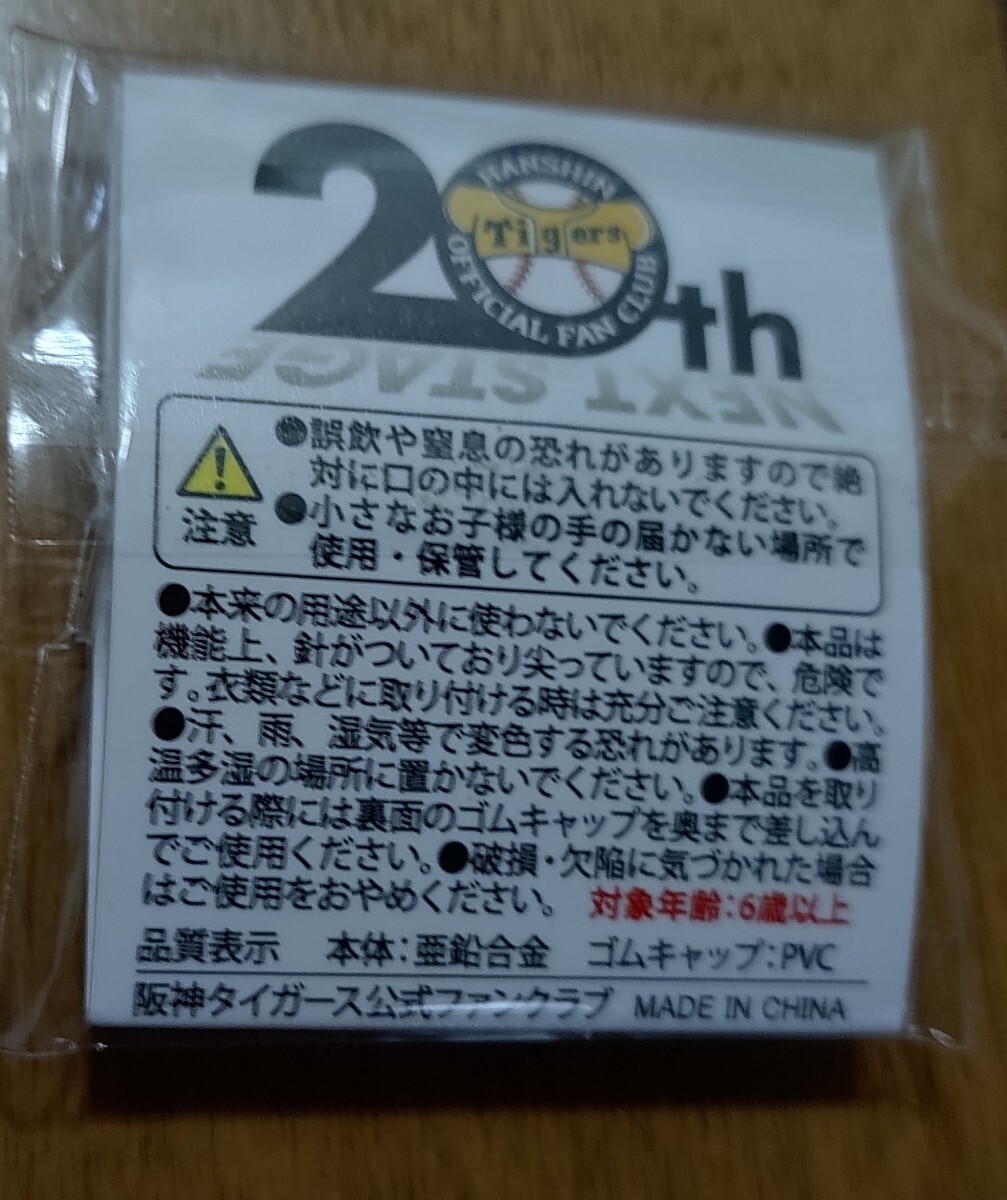 20th
HANSHIN
Tigers
OFFICIAL FAN CLUB
NEXT STAGE
注意
●誤飲や窒息の恐れがありますので絶
対に口の中には入れないでください。
●小さなお子様の手の届かない場所で
使用・保管してください。
●本来の用途以外に使わないでください。●本品は
機能上、針がついており尖っていますので、危険で
す。衣類などに取り付ける時は充分ご注意ください。
●汗、雨、湿気等で変色する恐れがあります。●高
温多湿の場所に置かないでください。●本品を取り
付ける際には裏面のゴムキャップを奥まで差し込ん
でご使用ください。●破損・欠陥に気づかれた場合
はご使用をおやめください。 対象年齢:6歳以上
品質表示 本体:亜鉛合金 ゴムキャップ:PVC
阪神タイガース公式ファンクラブ MADE IN CHINA